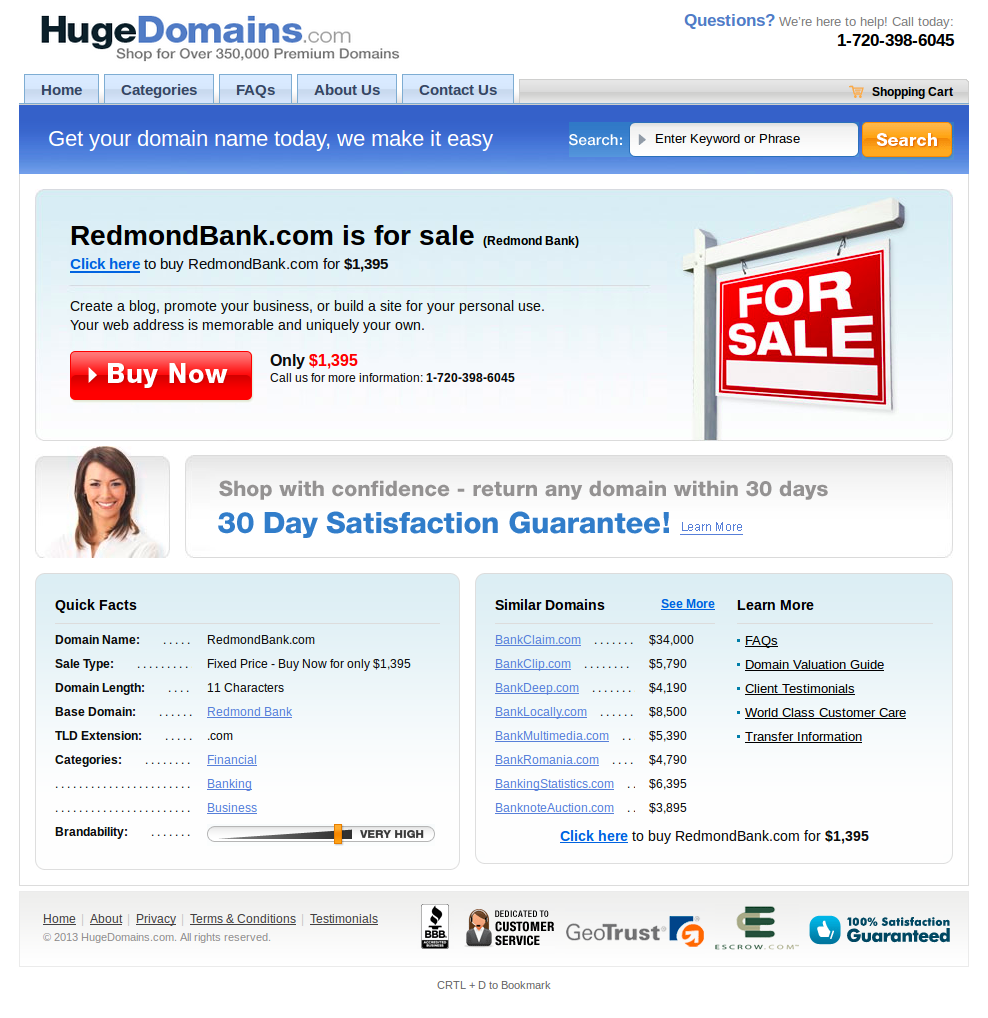 HugeDomains.com
Shop for Over 350,000 Premium Domains
Questions? We're here to help! Call today:
1-720-398-6045
Home Categories FAQs About Us Contact Us
Shopping Cart
Get your domain name today, we make it easy
Search: Enter Keyword or Phrase Search
RedmondBank.com is for sale (Redmond Bank)
Click here to buy RedmondBank.com for $1,395
Create a blog, promote your business, or build a site for your personal use.
Your web address is memorable and uniquely your own.
Buy Now
Only $1,395
Call us for more information: 1-720-398-6045
FOR
SALE
Shop with confidence - return any domain within 30 days
30 Day Satisfaction Guarantee! Learn More
Quick Facts
Domain Name: . . . . . RedmondBank.com
Sale Type: . . . . . . . . . Fixed Price - Buy Now for only $1,395
Domain Length: . . . . 11 Characters
Base Domain: . . . . . . Redmond Bank
TLD Extension: . . . . . .com
Categories: . . . . . . . . Financial
. . . . . . . . . . . . . . . . . . . . . . . Banking
. . . . . . . . . . . . . . . . . . . . . . . Business
Brandability: . . . . . . . VERY HIGH
Similar Domains See More
BankClaim.com . . . . . . . $34,000
BankClip.com . . . . . . . . $5,790
BankDeep.com . . . . . . . $4,190
BankLocally.com . . . . . . $8,500
BankMultimedia.com . . $5,390
BankRomania.com . . . . $4,790
BankingStatistics.com . . $6,395
BanknoteAuction.com . . $3,895
Learn More
FAQs
Domain Valuation Guide
Client Testimonials
World Class Customer Care
Transfer Information
Click here to buy RedmondBank.com for $1,395
Home | About | Privacy | Terms & Conditions | Testimonials
© 2013 HugeDomains.com. All rights reserved.
BBB.
ACCREDITED
BUSINESS
DEDICATED TO
CUSTOMER
SERVICE
GeoTrust®
ESCROW.COM™
100% Satisfaction
Guaranteed
CRTL + D to Bookmark